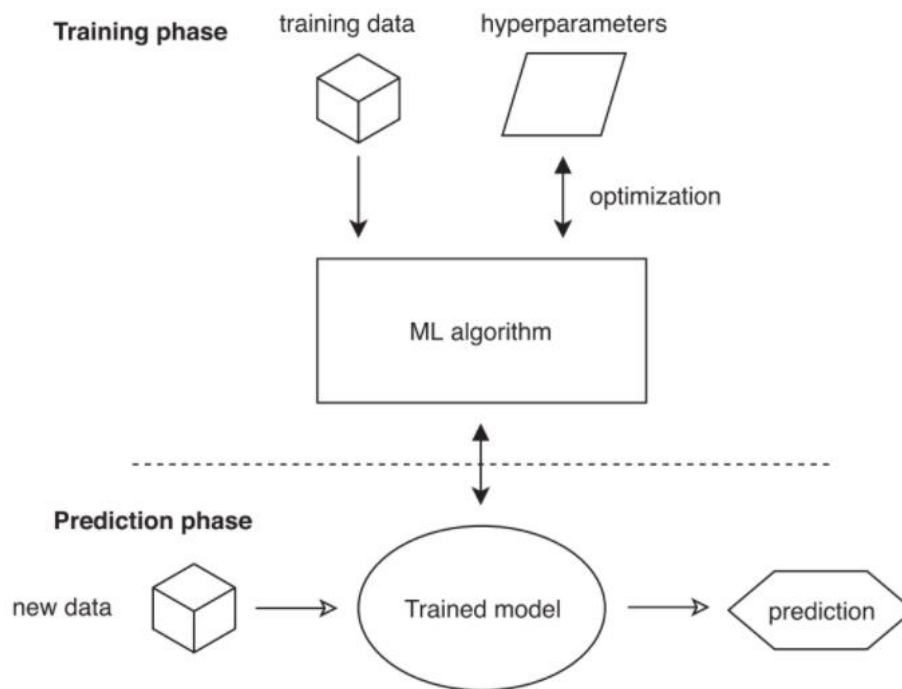 Training phase
training data
hyperparameters
optimization
ML algorithm
Prediction phase
new data
Trained model
prediction